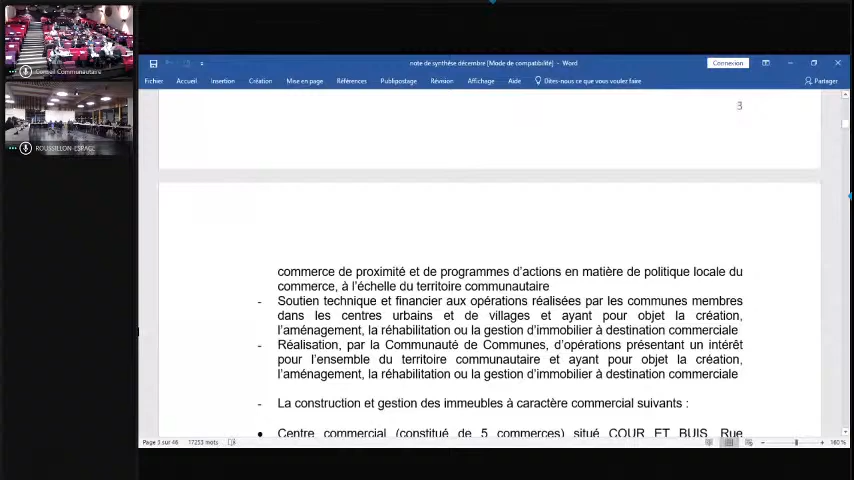 Conseil Communautaire
ROUSSILLON-ESPACE
note de synthèse décembre [Mode de compatibilité] - Word
Connexion
Fichier Accueil Insertion Création Mise en page Références Publipostage Révision Affichage Aide Dites-nous ce que vous voulez faire Partager
3
commerce de proximité et de programmes d'actions en matière de politique locale du
commerce, à l'échelle du territoire communautaire
- Soutien technique et financier aux opérations réalisées par les communes membres
dans les centres urbains et de villages et ayant pour objet la création,
l'aménagement, la réhabilitation ou la gestion d'immobilier à destination commerciale
- Réalisation, par la Communauté de Communes, d'opérations présentant un intérêt
pour l'ensemble du territoire communautaire et ayant pour objet la création,
l'aménagement, la réhabilitation ou la gestion d'immobilier à destination commerciale
- La construction et gestion des immeubles à caractère commercial suivants :
• Centre commercial (constitué de 5 commerces) situé COUR ET BUIS, Rue
Page 5 sur 46 17253 mots 160 %